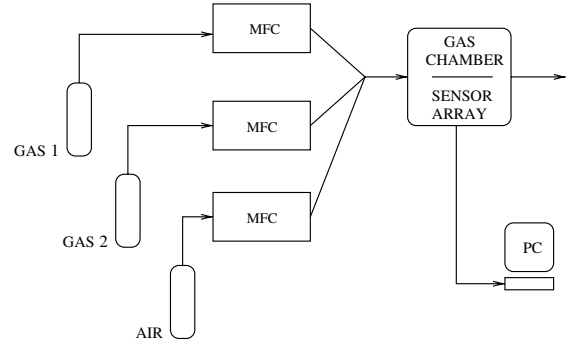 MFC
GAS
CHAMBER
SENSOR
ARRAY
MFC
GAS 1
MFC
GAS 2
PC
AIR